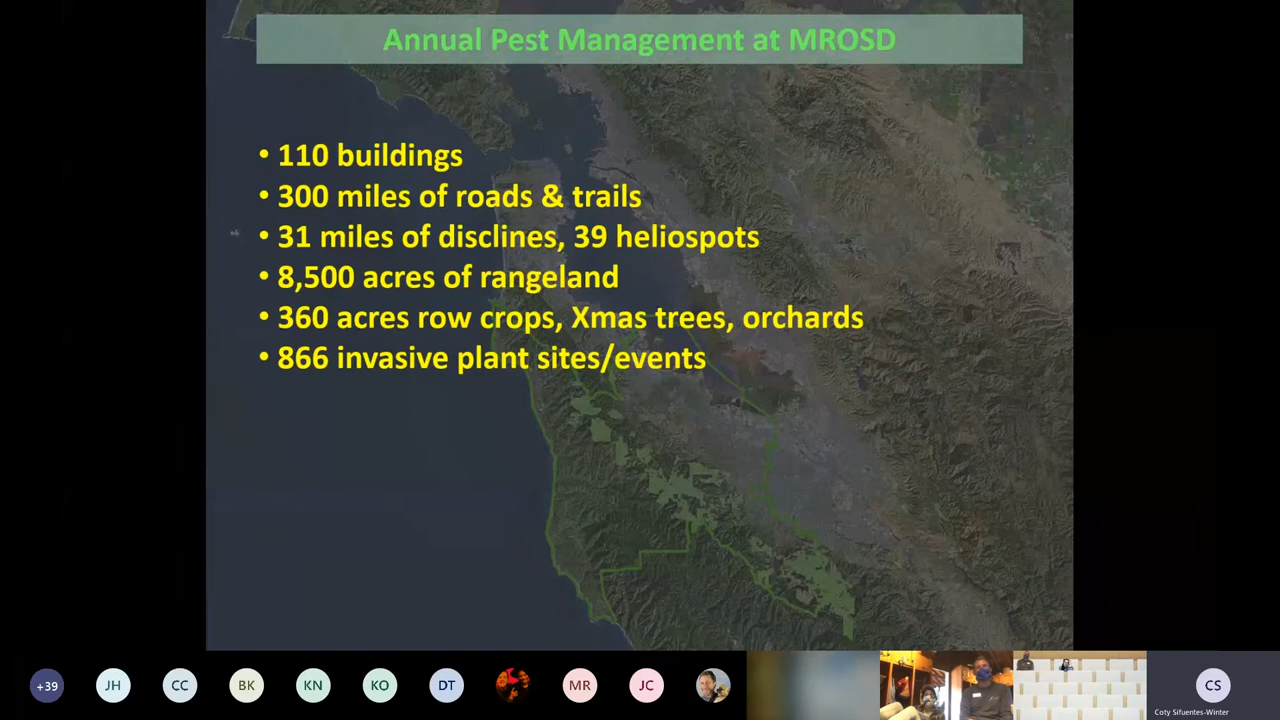 Annual Pest Management at MROSD
• 110 buildings
• 300 miles of roads & trails
• 31 miles of disclines, 39 heliospots
• 8,500 acres of rangeland
• 360 acres row crops, Xmas trees, orchards
• 866 invasive plant sites/events
+39
JH
CC
BK
KN
KO
DT
MR
JC
CS
Coty Sifuentes-Winter